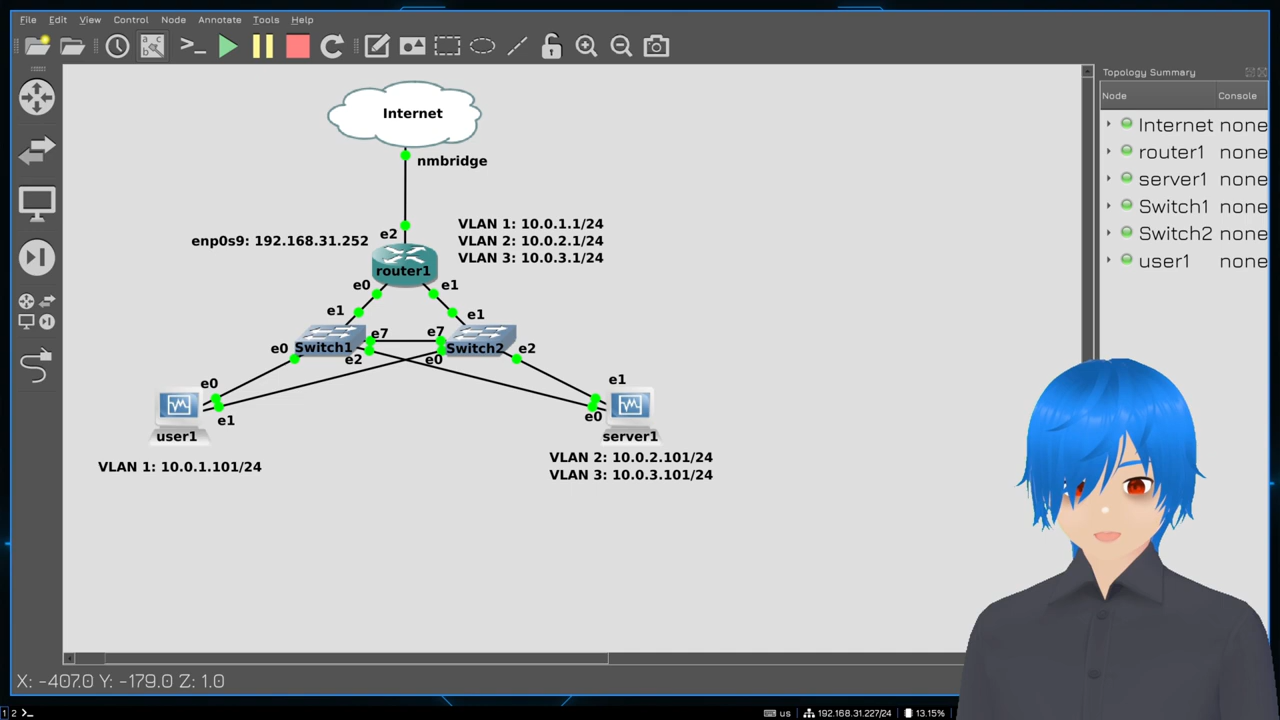 File Edit View Control Node Annotate Tools Help
Topology Summary
Node Console
Internet none
router1 none
server1 none
Switch1 none
Switch2 none
user1 none
Internet
nmbridge
VLAN 1: 10.0.1.1/24
e2
enp0s9: 192.168.31.252
VLAN 2: 10.0.2.1/24
VLAN 3: 10.0.3.1/24
router1
e0
e1
e1
e1
e7
e7
e0
Switch1
Switch2
e2
e2
e0
e0
e1
e1
e0
user1
server1
VLAN 1: 10.0.1.101/24
VLAN 2: 10.0.2.101/24
VLAN 3: 10.0.3.101/24
X: -407.0 Y: -179.0 Z: 1.0
1 2 us 192.168.31.227/24 13.15%